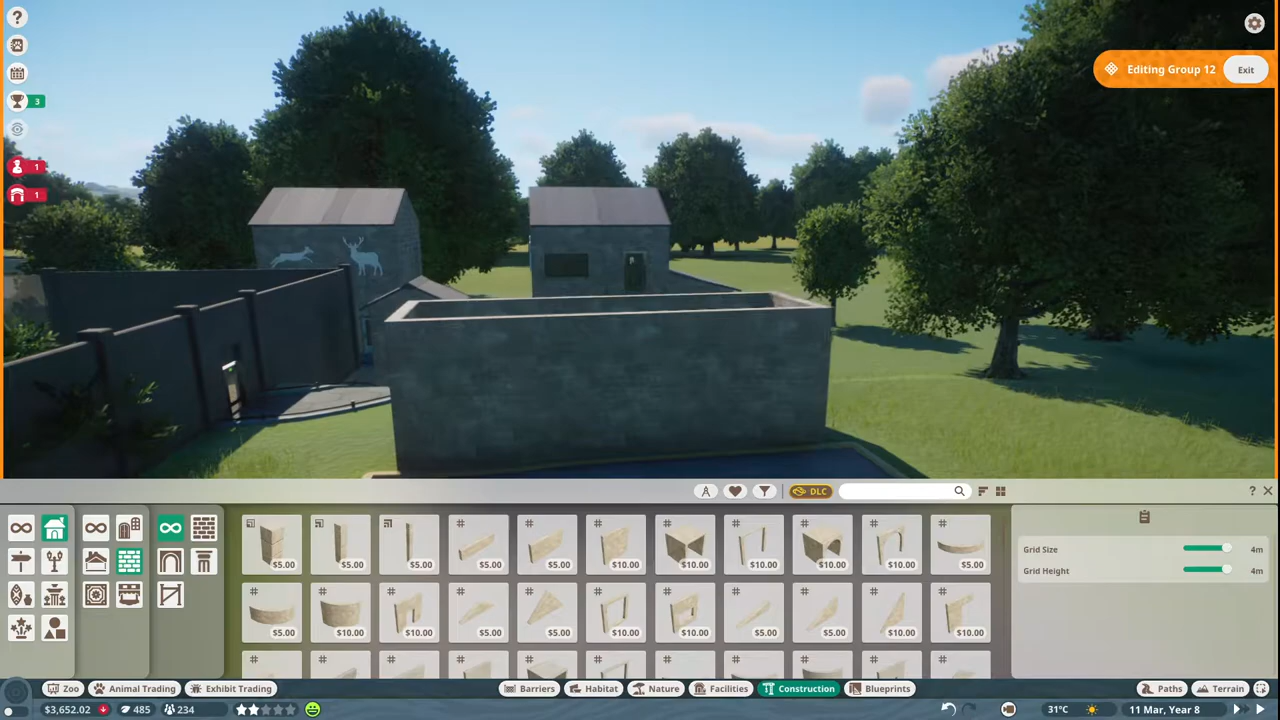 ?
Editing Group 12 Exit
3
1
1
DLC
? ×
$5.00 $5.00 $5.00 $5.00 $5.00 $10.00 $10.00 $10.00 $10.00 $10.00 $5.00
Grid Size 4m
Grid Height 4m
$5.00 $10.00 $10.00 $5.00 $5.00 $10.00 $10.00 $5.00 $5.00 $10.00 $10.00
Zoo Animal Trading Exhibit Trading Barriers Habitat Nature Facilities Construction Blueprints Paths Terrain
$3,652.02 485 234 31°C 11 Mar, Year 8